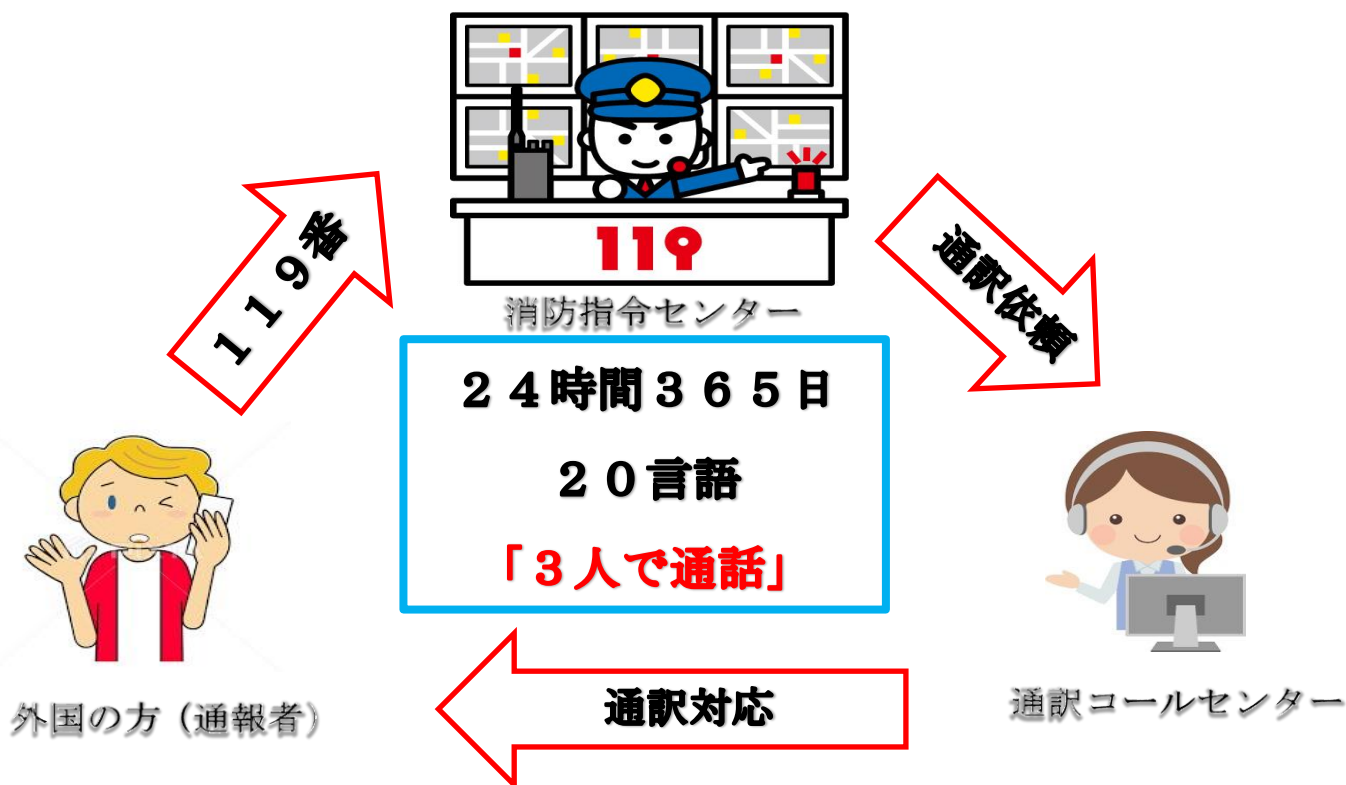 119
消防指令センター
１１９番
通訳依頼
２４時間３６５日
２０言語
「３人で通話」
外国の方（通報者）
通訳対応
通訳コールセンター